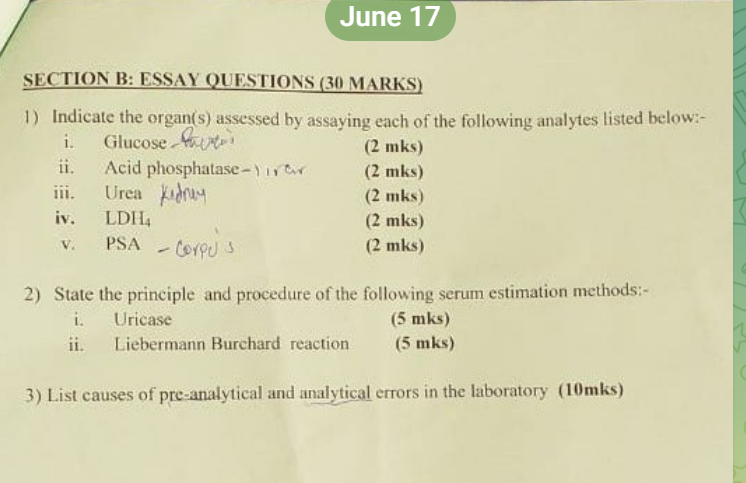 June 17
SECTION B: ESSAY QUESTIONS (30 MARKS)
1) Indicate the organ(s) assessed by assaying each of the following analytes listed below:-
i. Glucose - (2 mks)
ii. Acid phosphatase - liver (2 mks)
iii. Urea kidney (2 mks)
iv. LDH4 (2 mks)
v. PSA - (2 mks)
2) State the principle and procedure of the following serum estimation methods:-
i. Uricase (5 mks)
ii. Liebermann Burchard reaction (5 mks)
3) List causes of pre-analytical and analytical errors in the laboratory (10mks)